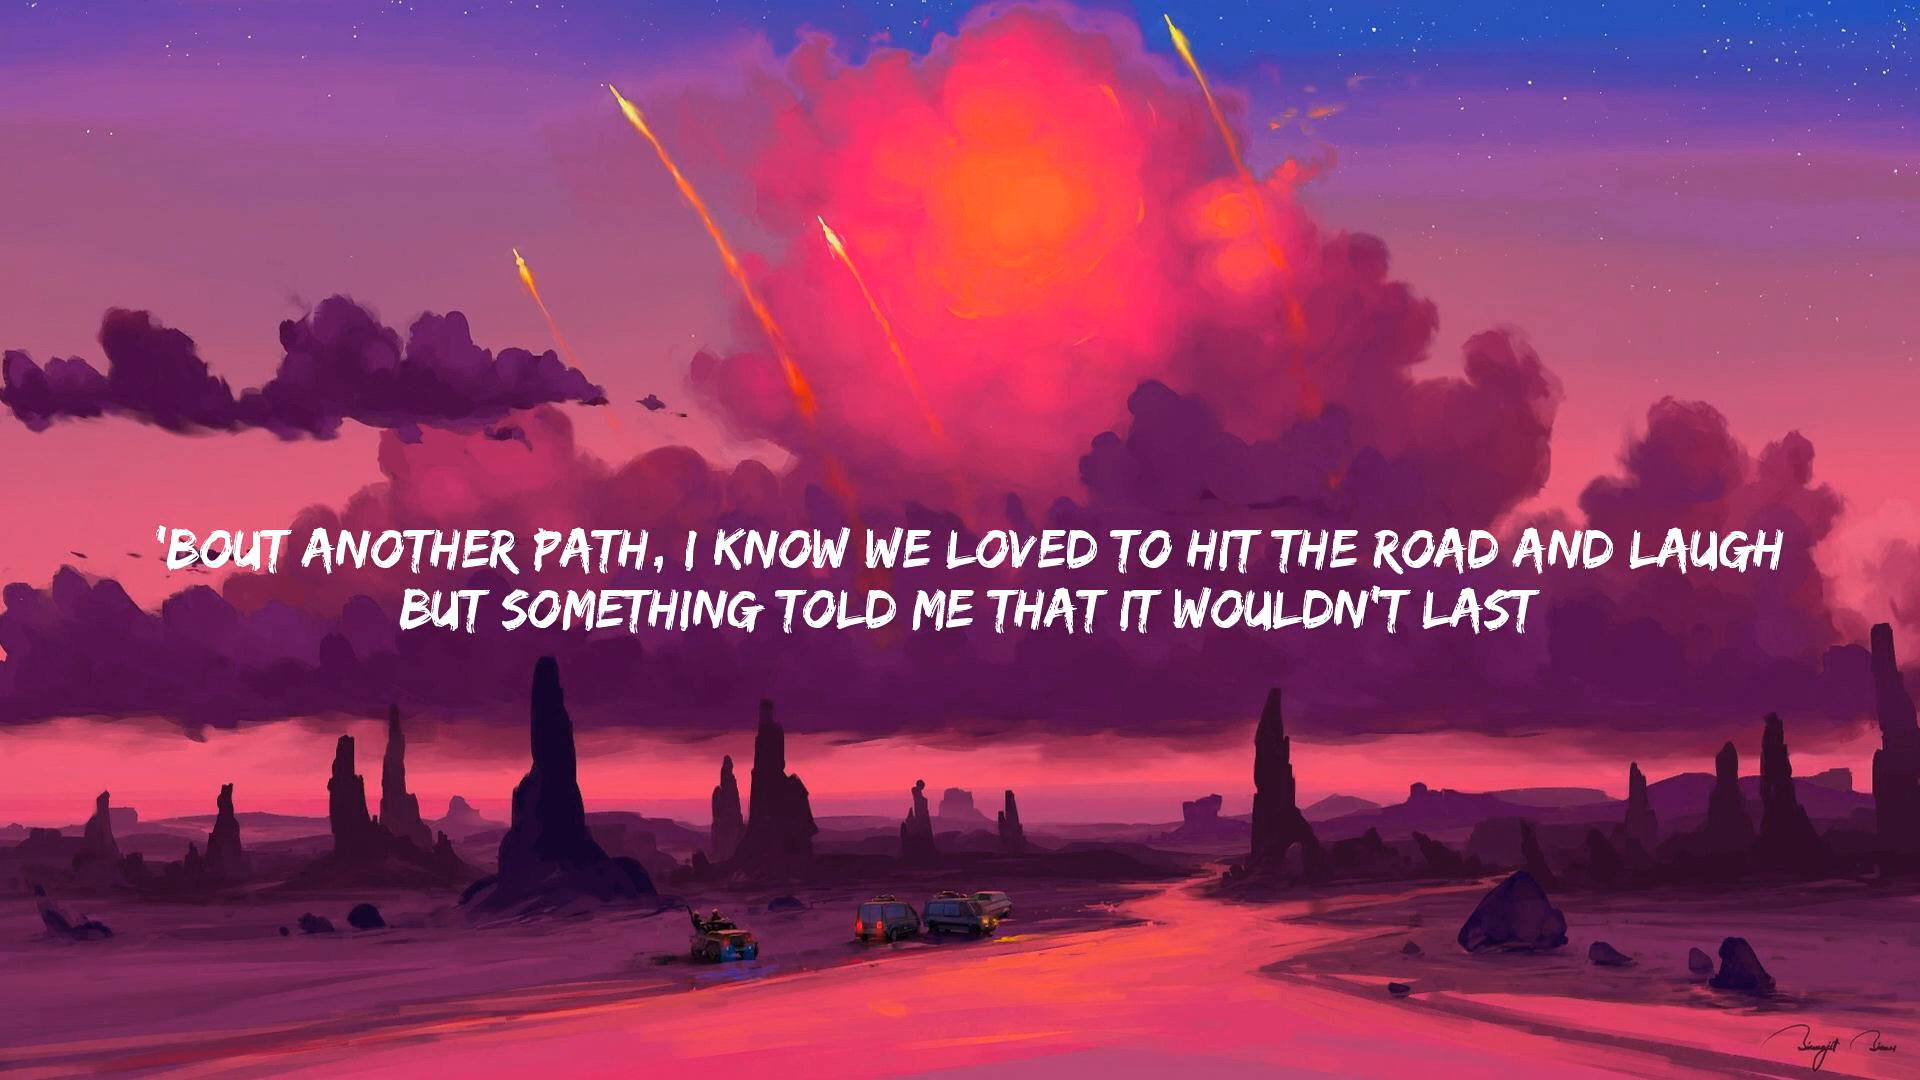 'BOUT ANOTHER PATH, I KNOW WE LOVED TO HIT THE ROAD AND LAUGH
BUT SOMETHING TOLD ME THAT IT WOULDN'T LAST